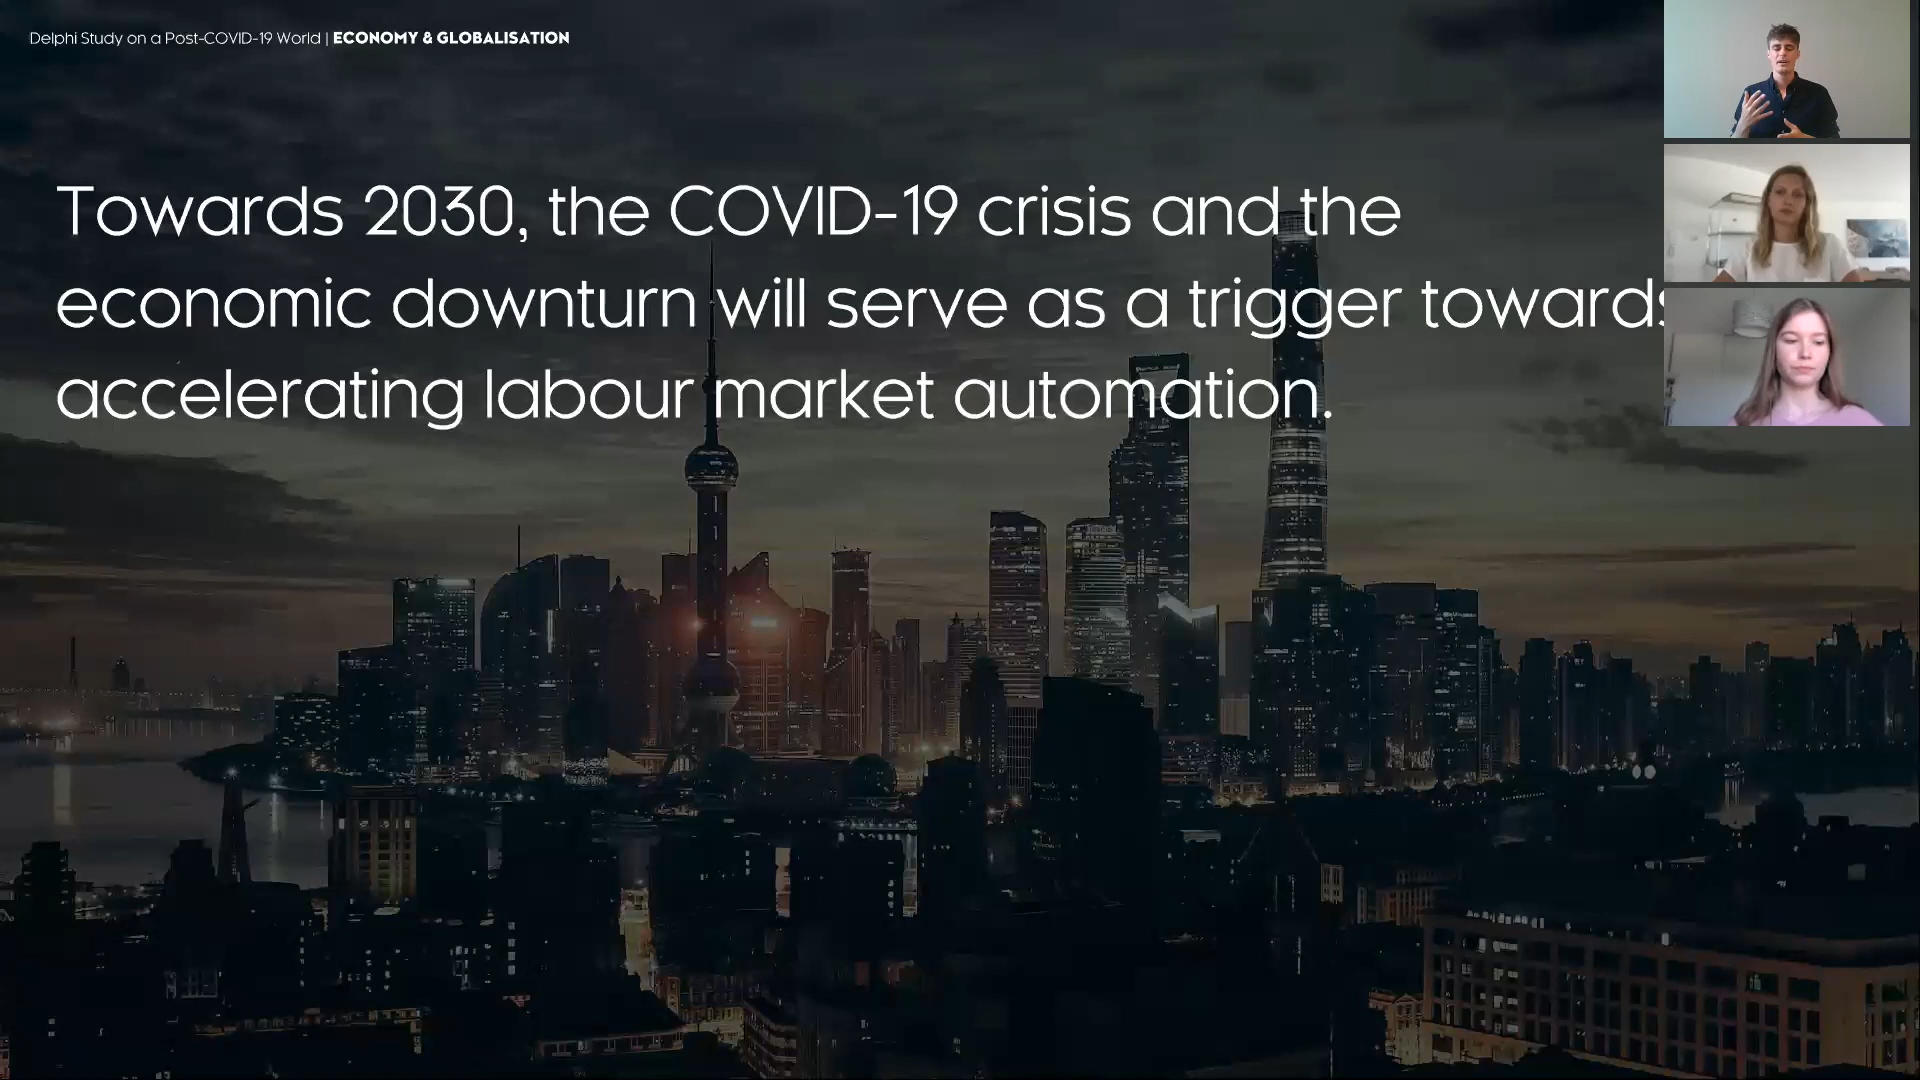 Delphi Study on a Post-COVID-19 World | ECONOMY & GLOBALISATION
Towards 2030, the COVID-19 crisis and the
economic downturn will serve as a trigger towards
accelerating labour market automation.